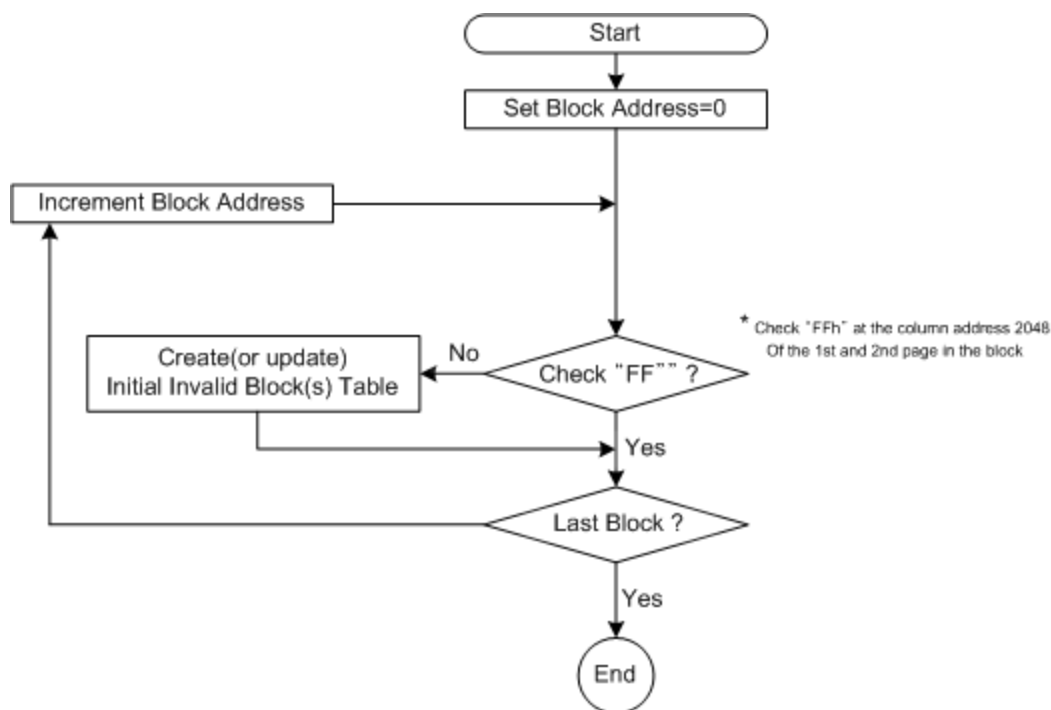 Start
Set Block Address=0
Increment Block Address
* Check "FFh" at the column address 2048
Of the 1st and 2nd page in the block
Create(or update)
Initial Invalid Block(s) Table
No
Check "FF"" ?
Yes
Last Block ?
Yes
End